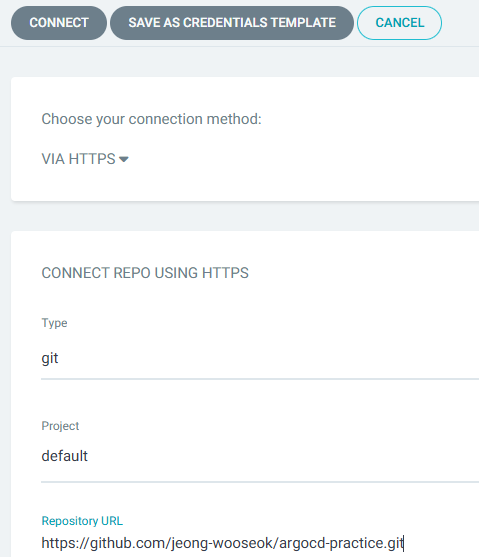 CONNECT SAVE AS CREDENTIALS TEMPLATE CANCEL
Choose your connection method:
VIA HTTPS
CONNECT REPO USING HTTPS
Type
git
Project
default
Repository URL
https://github.com/jeong-wooseok/argocd-practice.git